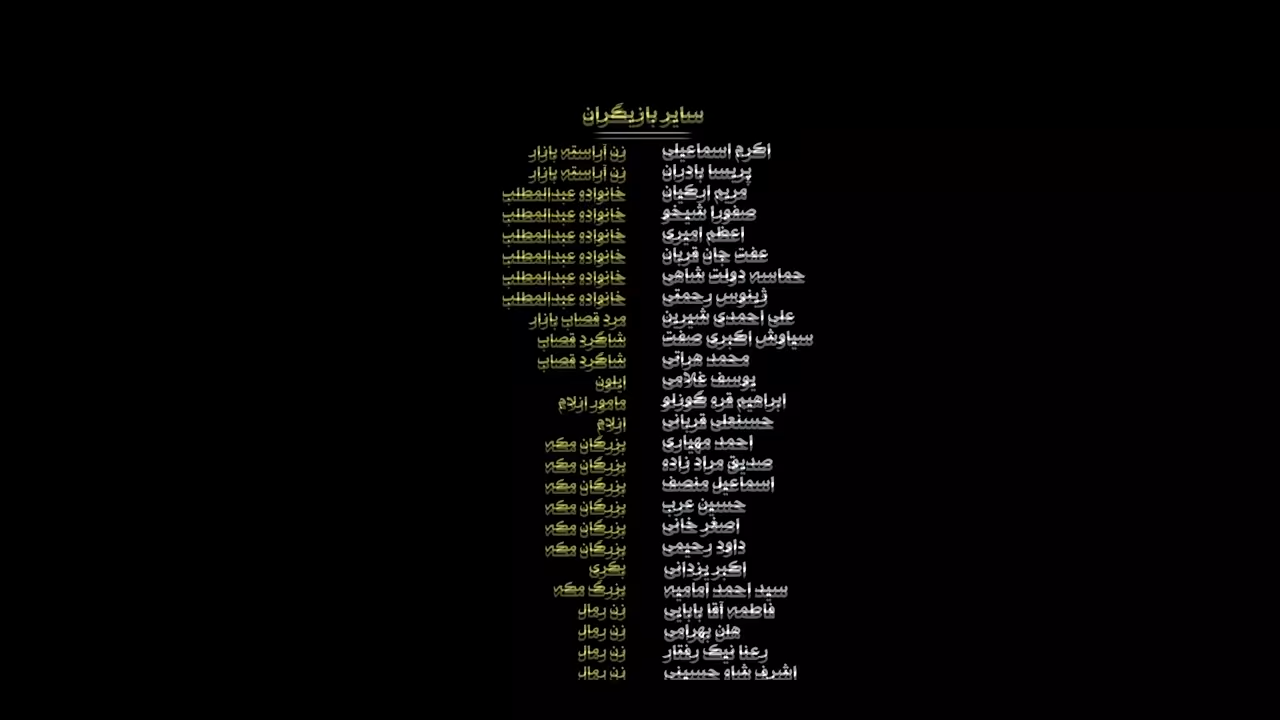 سایر بازیگران
اکرم اسماعیلی زن آراسته بازار
پریسا بادران زن آراسته بازار
مریم ارکیان خانواده عبدالمطلب
صفورا شیخو خانواده عبدالمطلب
اعظم امیری خانواده عبدالمطلب
عفت جان قربان خانواده عبدالمطلب
حماسه دولت شاهی خانواده عبدالمطلب
ژینوس رحمتی خانواده عبدالمطلب
علی احمدی شیرین مرد قصاب بازار
سیاوش اکبری صفت شاگرد قصاب
محمد هراتی شاگرد قصاب
یوسف غلامی ایلون
ابراهیم قره گوزلو مامور ازلام
حسنعلی قربانی ازلام
احمد مهیاری بزرگان مکه
صدیق مراد زاده بزرگان مکه
اسماعیل منصف بزرگان مکه
حسین عرب بزرگان مکه
اصغر خانی بزرگان مکه
داود رحیمی بزرگان مکه
اکبر یزدانی بکری
سید احمد امامیه بزرگ مکه
فاطمه آقا بابایی زن رمال
بهرامی زن رمال
رعنا نیک رفتار زن رمال
اشرف شاه حسینی زن رمال